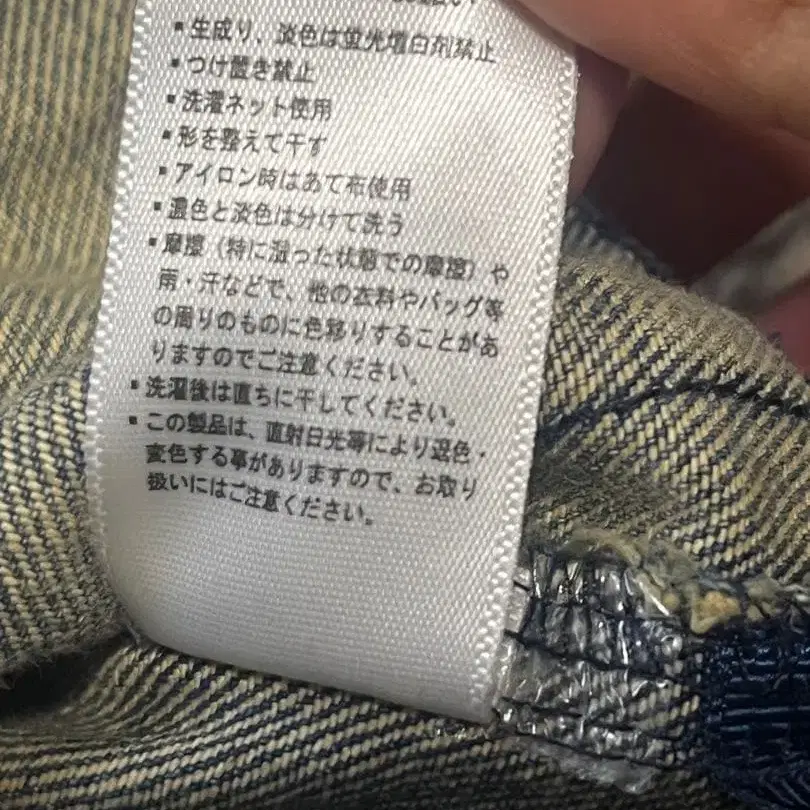 ▪生成り、淡色は蛍光増白剤禁止
▪つけ置き禁止
▪洗濯ネット使用
▪形を整えて干す
▪アイロン時はあて布使用
▪濃色と淡色は分けて洗う
▪摩擦（特に湿った状態での摩擦）や
雨・汗などで、他の衣料やバッグ等
の周りのものに色移りすることがあ
りますのでご注意ください。
▪洗濯後は直ちに干してください。
▪この製品は、直射日光等により退色・
変色する事がありますので、お取り
扱いにはご注意ください。